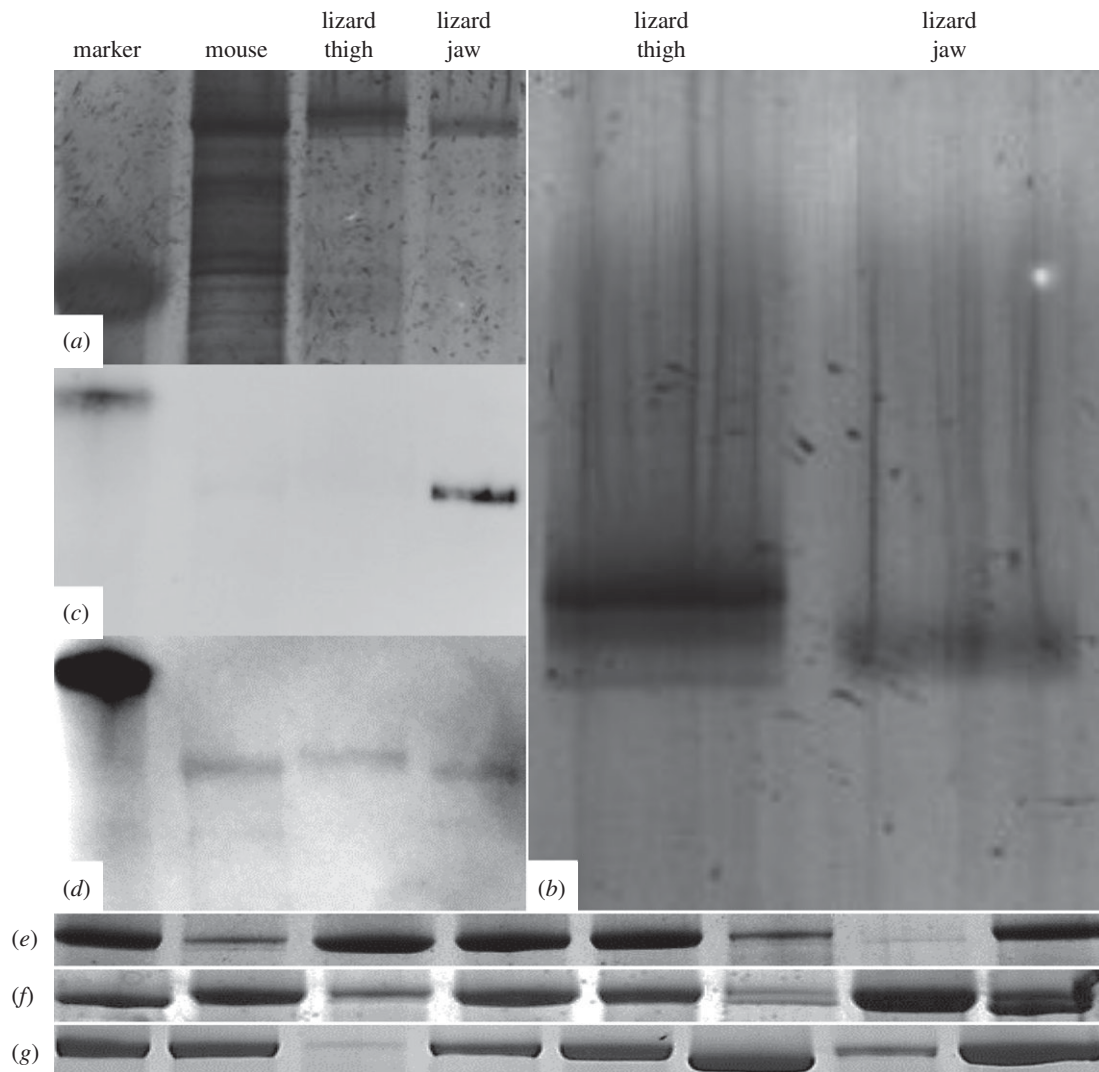 marker
mouse
lizard
thigh
lizard
jaw
lizard
thigh
lizard
jaw
(a)
(c)
(d)
(b)
(e)
(f)
(g)